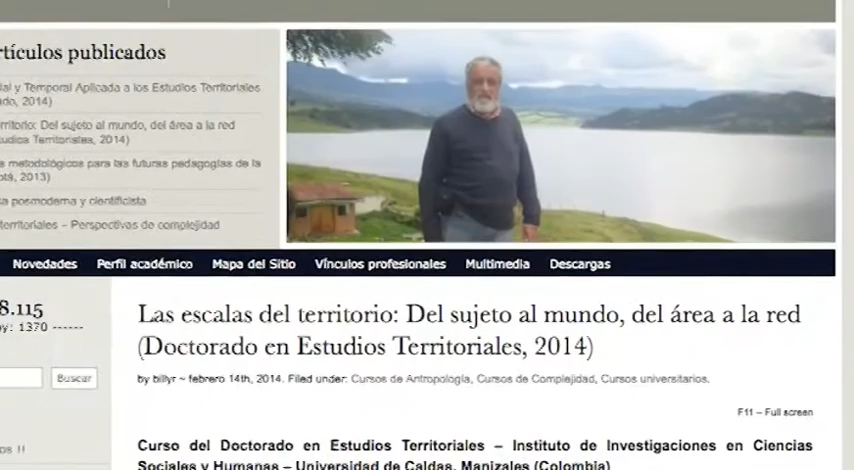 rtículos publicados
al y Temporal Aplicada a los Estudios Territoriales
do, 2014)
rritorio: Del sujeto al mundo, del área a la red
udios Territoriales, 2014)
s metodológicos para las futuras pedagogías de la
otá, 2013)
a posmoderna y cientificista
territoriales – Perspectivas de complejidad
Novedades Perfil académico Mapa del Sitio Vínculos profesionales Multimedia Descargas
8.115
oy: 1370 ------
Buscar
os !!
Las escalas del territorio: Del sujeto al mundo, del área a la red
(Doctorado en Estudios Territoriales, 2014)
by billyr ~ febrero 14th, 2014. Filed under: Cursos de Antropología, Cursos de Complejidad, Cursos universitarios.
F11 – Full screen
Curso del Doctorado en Estudios Territoriales – Instituto de Investigaciones en Ciencias
Sociales y Humanas – Universidad de Caldas, Manizales (Colombia)